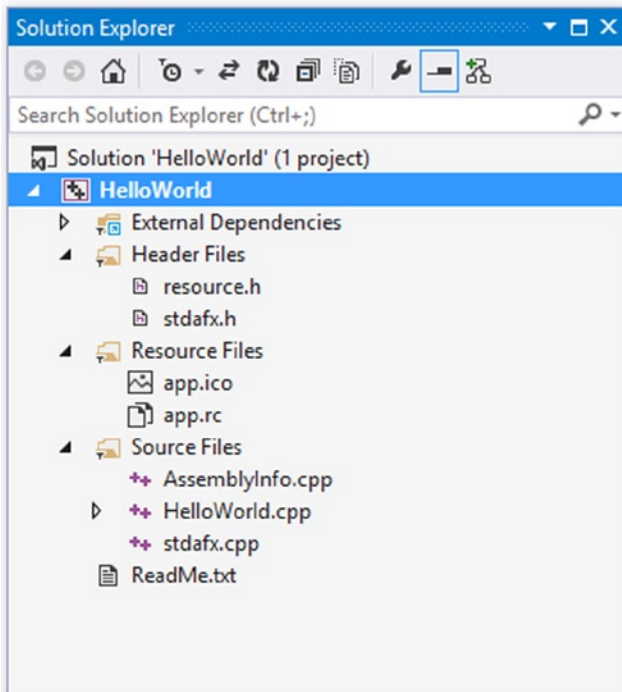 Solution Explorer
Search Solution Explorer (Ctrl+;)
Solution 'HelloWorld' (1 project)
HelloWorld
External Dependencies
Header Files
resource.h
stdafx.h
Resource Files
app.ico
app.rc
Source Files
AssemblyInfo.cpp
HelloWorld.cpp
stdafx.cpp
ReadMe.txt